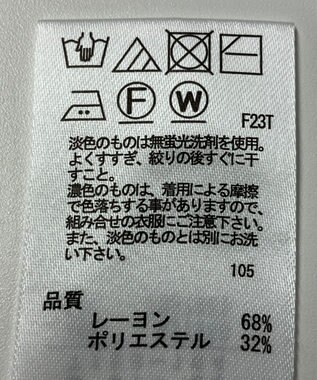 F
W
F23T
淡色のものは無蛍光洗剤を使用。
よくすすぎ、絞りの後すぐに干
すこと。
濃色のものは、着用による摩擦
で色落ちする事がありますので、
組み合せの衣服にご注意下さい。
また、淡色のものとは別にお洗
い下さい。
105
品質
レーヨン 68%
ポリエステル 32%